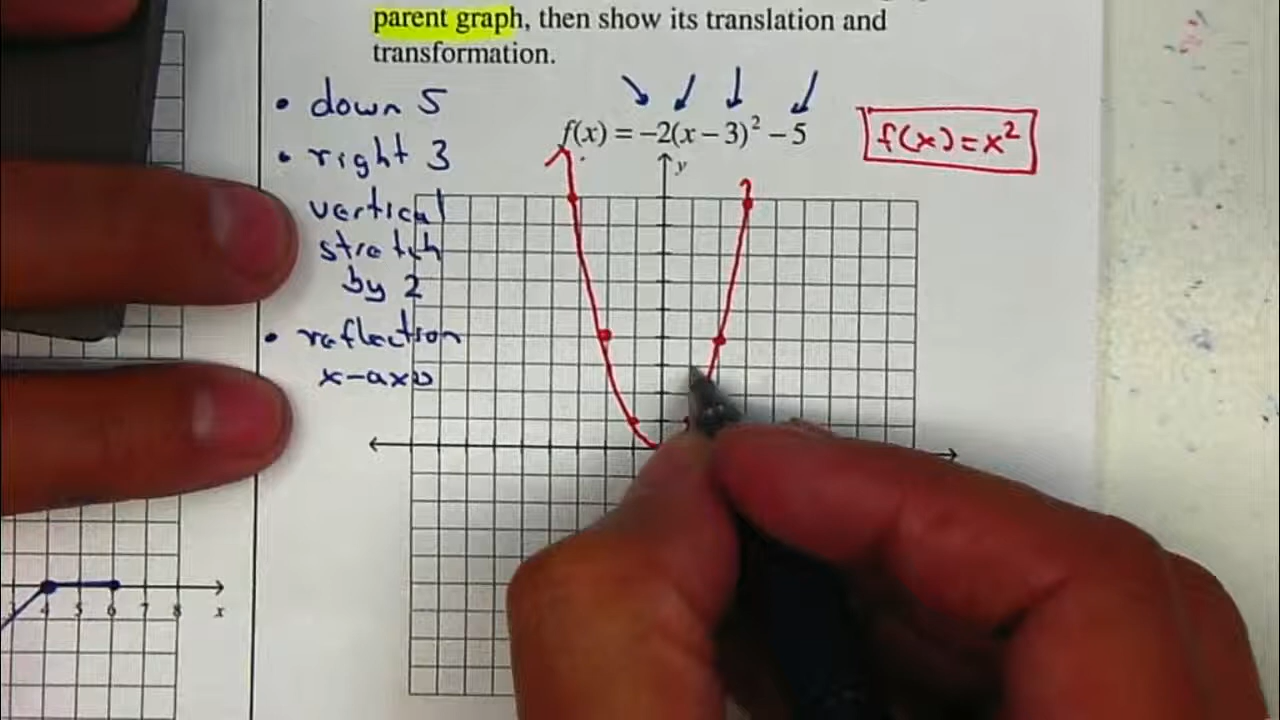 parent graph, then show its translation and
transformation.
• down 5
• right 3
vertical
stretch
by 2
• reflection
x-axis
f(x) = −2(x − 3)² − 5
f(x)=x²
y
4 5 6 7 8 x